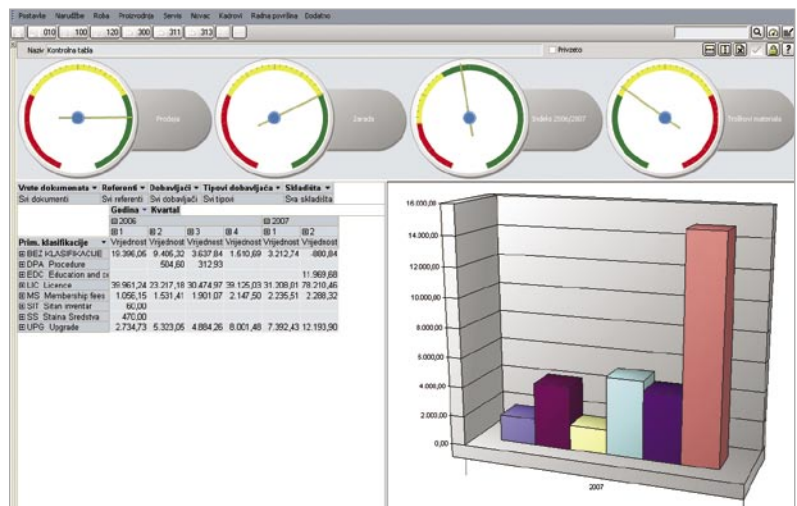 Postavke Narudžbe Roba Proizvodnja Servis Novac Kadrovi Radna površina Dodatno
010 100 120 300 311 313
Naziv Kontrolna tabla Privzeto
Prodaja Zarada Indeks 2006/2007 Troškovi materiala
Vrste dokumenata Referenti Dobavljači Tipovi dobavljača Skladišta
Svi dokumenti Svi referenti Svi dobavljači Svi tipovi Sva skladišta
Godina Kvartal
2006 2007
1 2 3 4 1 2
Prim. klasifikacije Vrijednost Vrijednost Vrijednost Vrijednost Vrijednost Vrijednost
BEZ KLASIFIKACIJE 19.396,06 9.406,32 3.637,84 1.610,69 3.212,74 -800,84
DPA Procedure 504,60 312,93
EDC Education and co 11.969,68
LIC Licence 39.961,24 23.217,18 30.474,97 39.125,03 31.208,01 78.210,46
MS Membership fees 1.056,15 1.531,41 1.901,07 2.147,50 2.235,51 2.288,32
SIT Sitan inventar 60,00
SS Stalna Sredstva 470,00
UPG Upgrade 2.734,73 5.323,05 4.884,26 8.001,48 7.392,43 12.193,90
16.000,00
14.000,00
12.000,00
10.000,00
8.000,00
6.000,00
4.000,00
2.000,00
0,00
2007